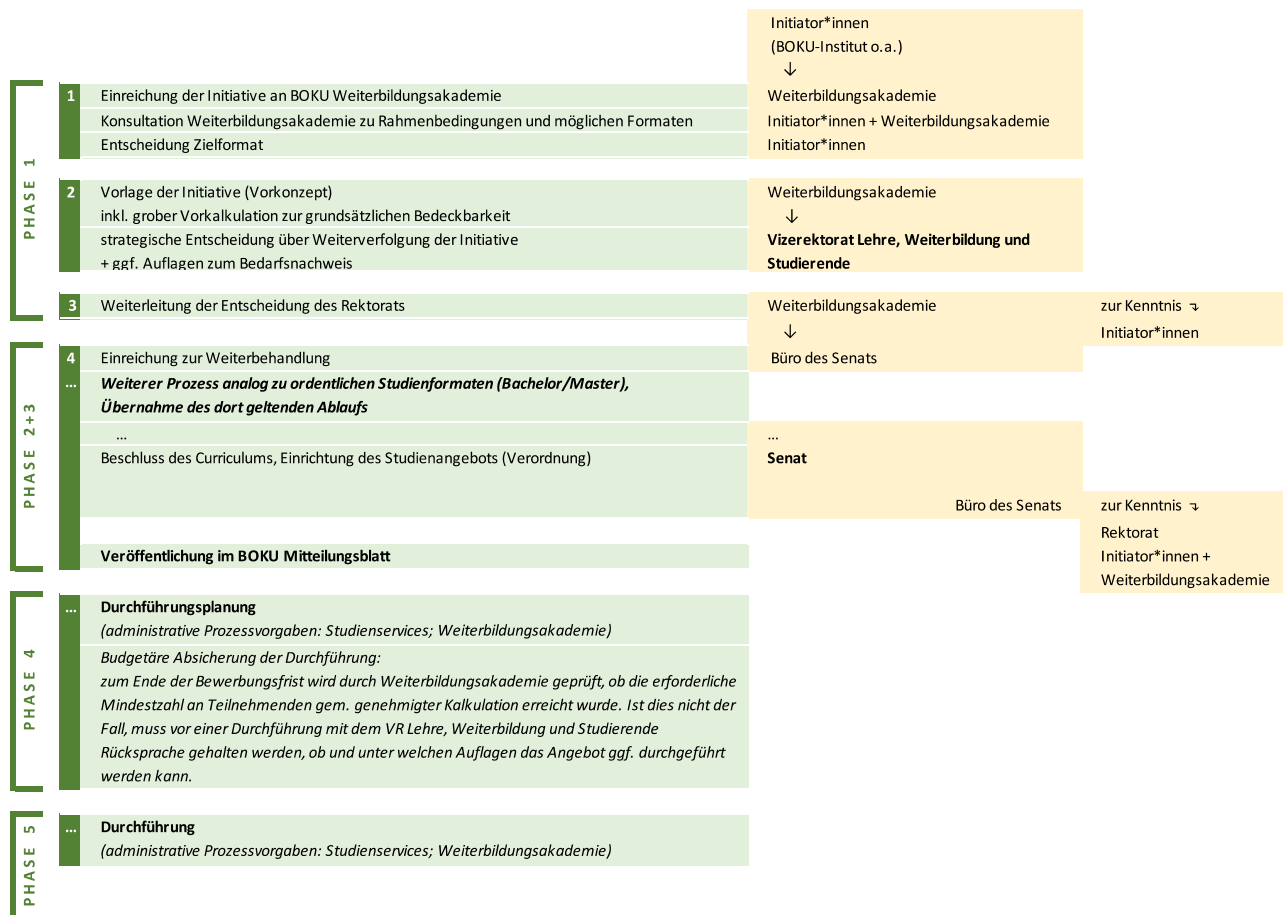 Initiator*innen
(BOKU-Institut o.a.)
↓
PHASE 1
1 Einreichung der Initiative an BOKU Weiterbildungsakademie Weiterbildungsakademie
Konsultation Weiterbildungsakademie zu Rahmenbedingungen und möglichen Formaten Initiator*innen + Weiterbildungsakademie
Entscheidung Zielformat Initiator*innen
2 Vorlage der Initiative (Vorkonzept) Weiterbildungsakademie
inkl. grober Vorkalkulation zur grundsätzlichen Bedeckbarkeit ↓
strategische Entscheidung über Weiterverfolgung der Initiative Vizerektorat Lehre, Weiterbildung und
+ ggf. Auflagen zum Bedarfsnachweis Studierende
3 Weiterleitung der Entscheidung des Rektorats Weiterbildungsakademie zur Kenntnis ↴
↓ Initiator*innen
PHASE 2+3
4 Einreichung zur Weiterbehandlung Büro des Senats
... Weiterer Prozess analog zu ordentlichen Studienformaten (Bachelor/Master),
Übernahme des dort geltenden Ablaufs
... ...
Beschluss des Curriculums, Einrichtung des Studienangebots (Verordnung) Senat
Büro des Senats zur Kenntnis ↴
Rektorat
Veröffentlichung im BOKU Mitteilungsblatt Initiator*innen +
Weiterbildungsakademie
PHASE 4
... Durchführungsplanung
(administrative Prozessvorgaben: Studienservices; Weiterbildungsakademie)
Budgetäre Absicherung der Durchführung:
zum Ende der Bewerbungsfrist wird durch Weiterbildungsakademie geprüft, ob die erforderliche
Mindestzahl an Teilnehmenden gem. genehmigter Kalkulation erreicht wurde. Ist dies nicht der
Fall, muss vor einer Durchführung mit dem VR Lehre, Weiterbildung und Studierende
Rücksprache gehalten werden, ob und unter welchen Auflagen das Angebot ggf. durchgeführt
werden kann.
PHASE 5
... Durchführung
(administrative Prozessvorgaben: Studienservices; Weiterbildungsakademie)